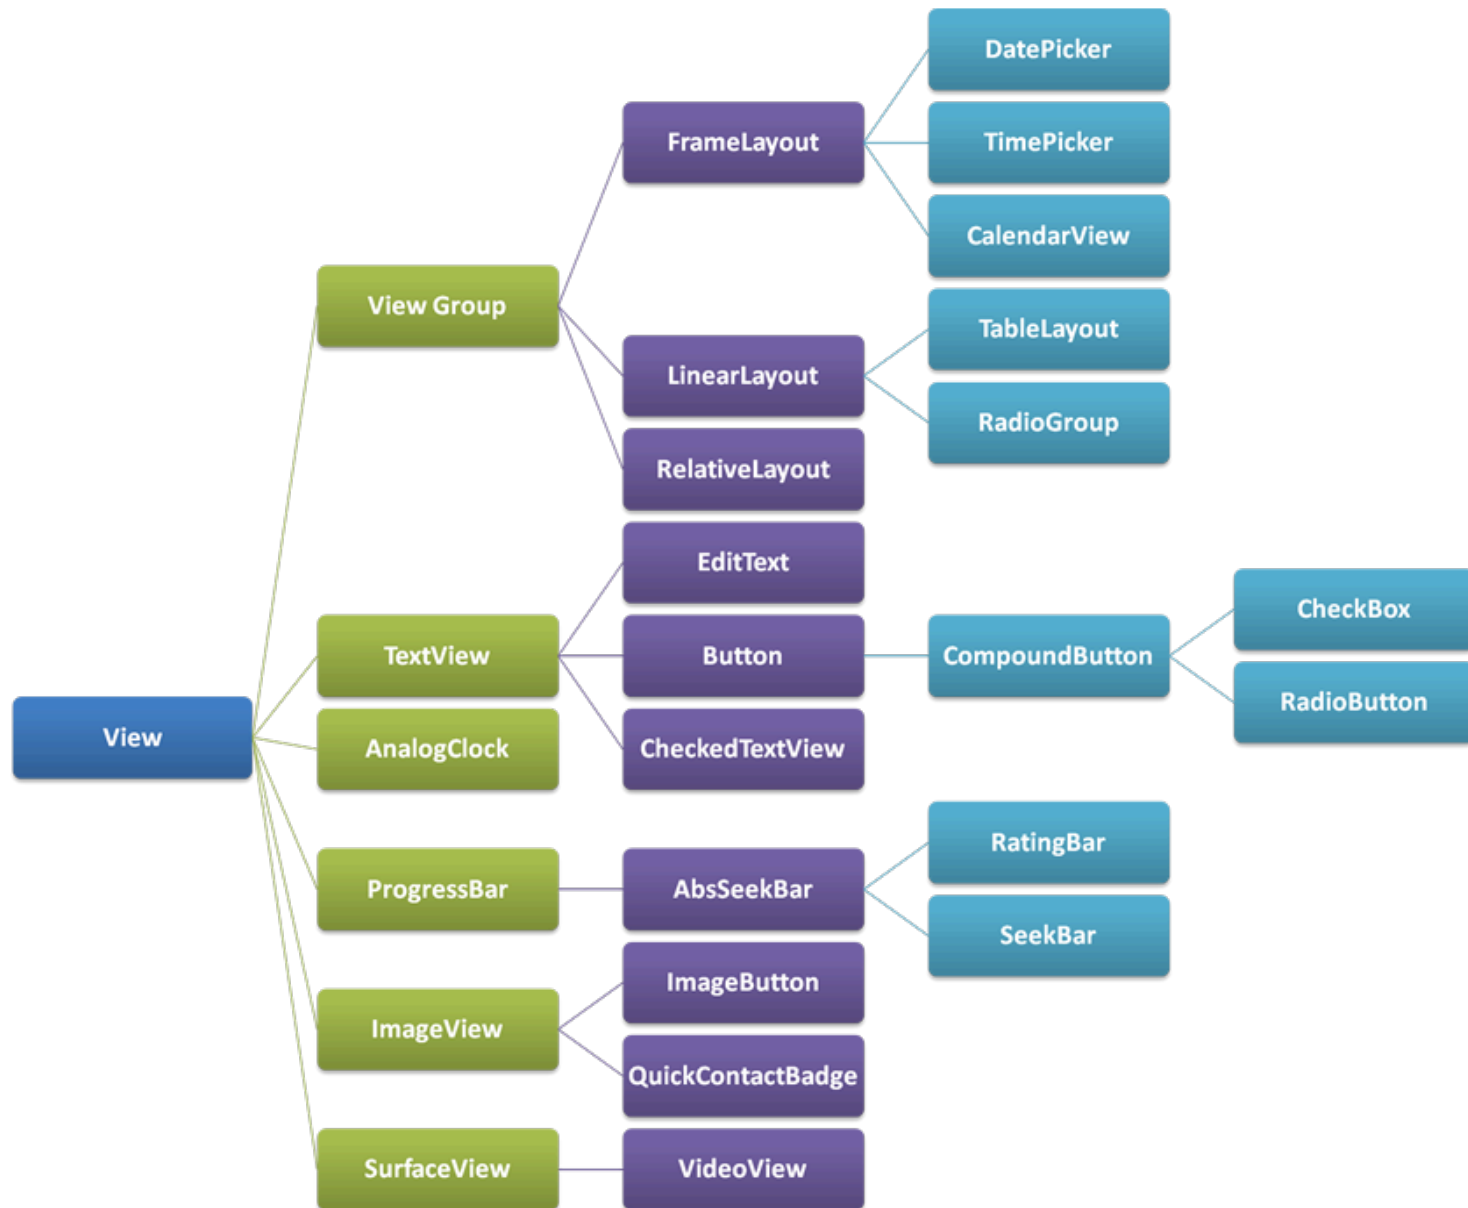 DatePicker
FrameLayout
TimePicker
CalendarView
View Group
TableLayout
LinearLayout
RadioGroup
RelativeLayout
EditText
CheckBox
TextView
Button
CompoundButton
RadioButton
View
AnalogClock
CheckedTextView
RatingBar
ProgressBar
AbsSeekBar
SeekBar
ImageButton
ImageView
QuickContactBadge
SurfaceView
VideoView